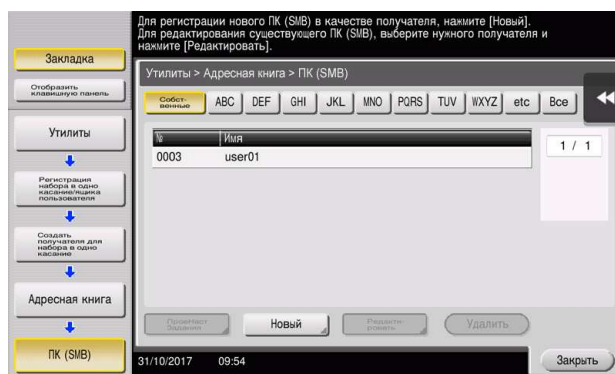 Для регистрации нового ПК (SMB) в качестве получателя, нажмите [Новый].
Для редактирования существующего ПК (SMB), выберите нужного получателя и
нажмите [Редактировать].
Закладка
Отобразить
клавишную панель
Утилиты
Регистрация
набора в одно
касание/ящика
пользователя
Создать
получателя для
набора в одно
касание
Адресная книга
ПК (SMB)
Утилиты > Адресная книга > ПК (SMB)
Собст-
венные
ABC
DEF
GHI
JKL
MNO
PQRS
TUV
WXYZ
etc
Все
№ Имя
0003 user01
1 / 1
Пров/Наст
Задания
Новый
Редакти-
ровать
Удалить
31/10/2017 09:54
Закрыть